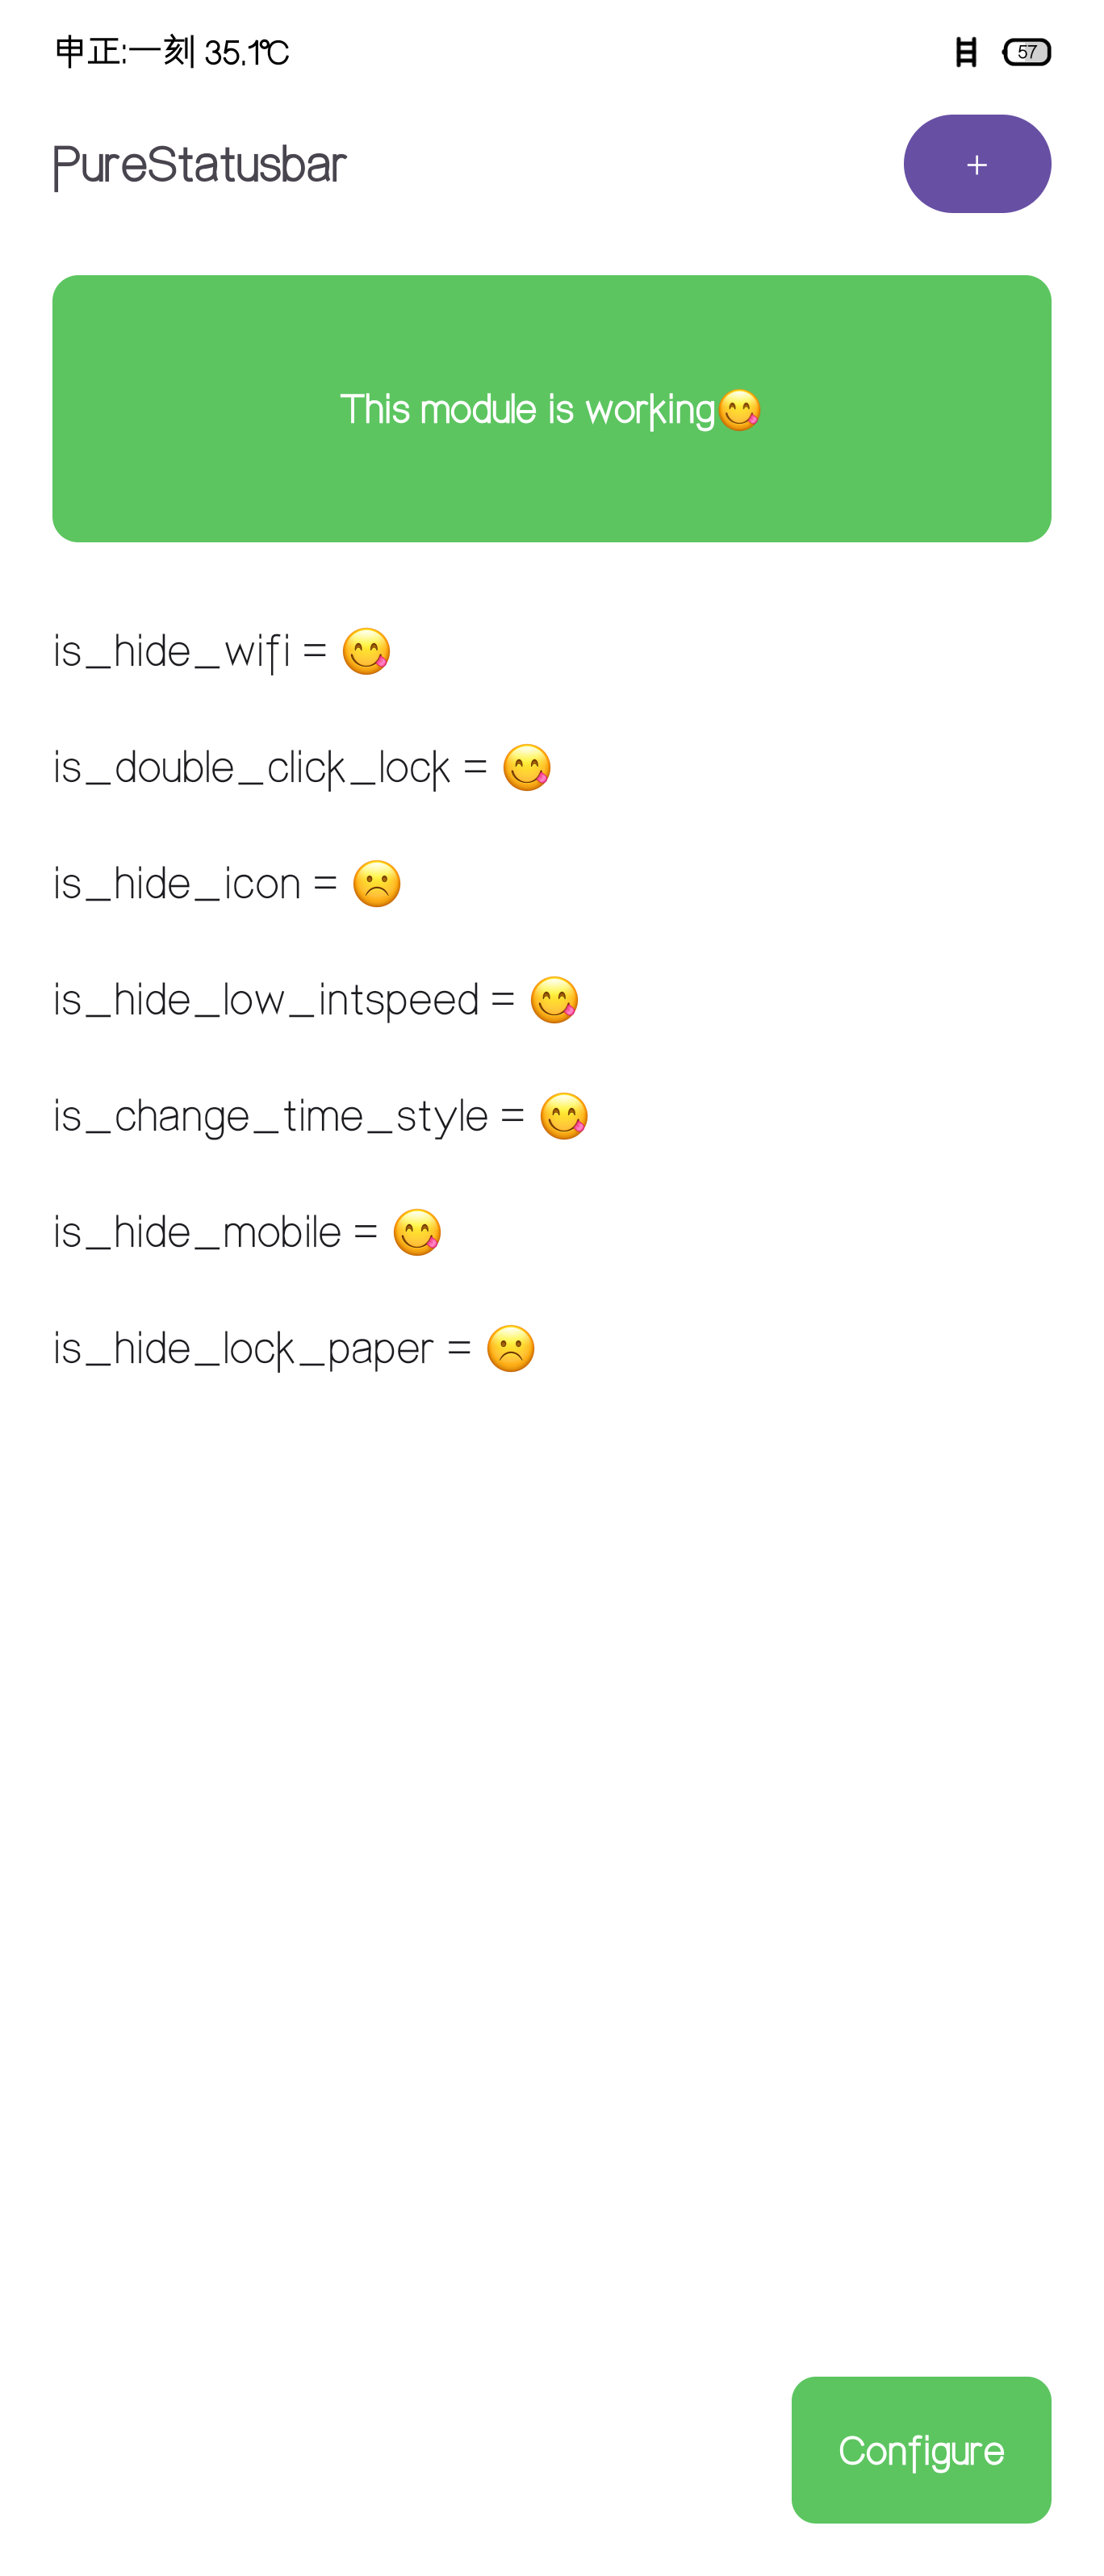 申正:一刻 35.1℃
57
PureStatusbar
+
This module is working😋
is_hide_wifi = 😋
is_double_click_lock = 😋
is_hide_icon = ☹️
is_hide_low_intspeed = 😋
is_change_time_style = 😋
is_hide_mobile = 😋
is_hide_lock_paper = ☹️
Configure